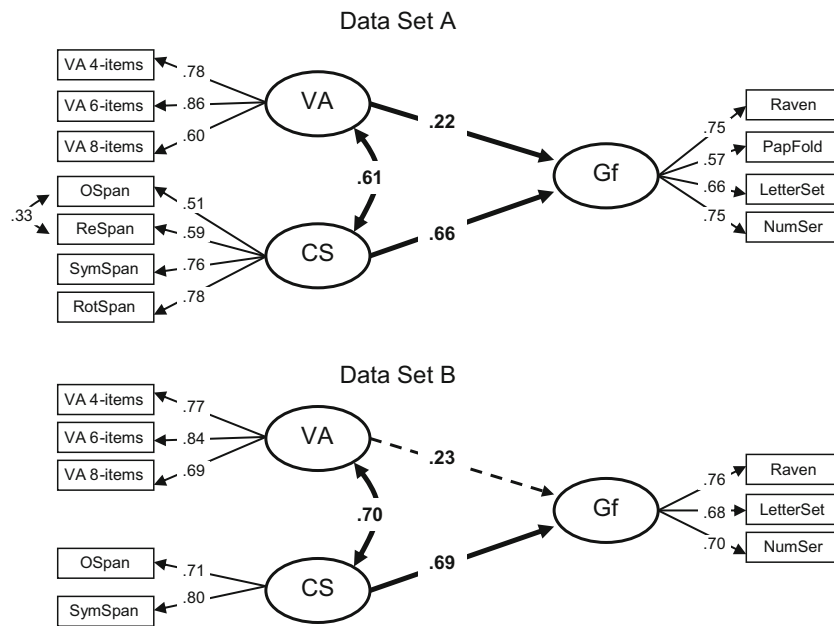 Data Set A
VA 4-items
VA 6-items
VA 8-items
OSpan
ReSpan
SymSpan
RotSpan
.33
.78
.86
.60
.51
.59
.76
.78
VA
CS
.61
.22
.66
Gf
.75
.57
.66
.75
Raven
PapFold
LetterSet
NumSer
Data Set B
VA 4-items
VA 6-items
VA 8-items
OSpan
SymSpan
.77
.84
.69
.71
.80
VA
CS
.70
.23
.69
Gf
.76
.68
.70
Raven
LetterSet
NumSer